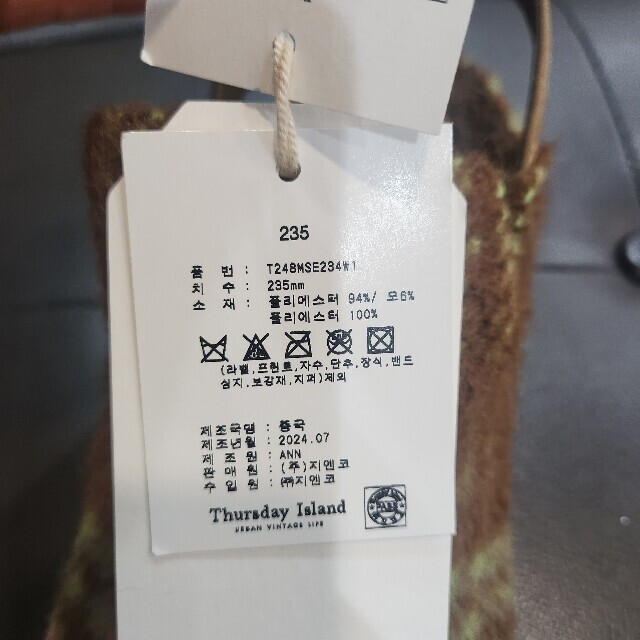 235
품 번 : T248MSE234W1
치 수 : 235mm
소 재 : 폴리에스터 94%/ 모6%
폴리에스터 100%
(라벨,프린트,자수,단추,장식,밴드
심지,보강재,지퍼)제외
제조국명 : 중국
제조년월 : 2024.07
제 조 원 : ANN
판 매 원 : (주)지엔코
수 입 원 : ㈜지엔코
Thursday Island
URBAN VINTAGE LIFE